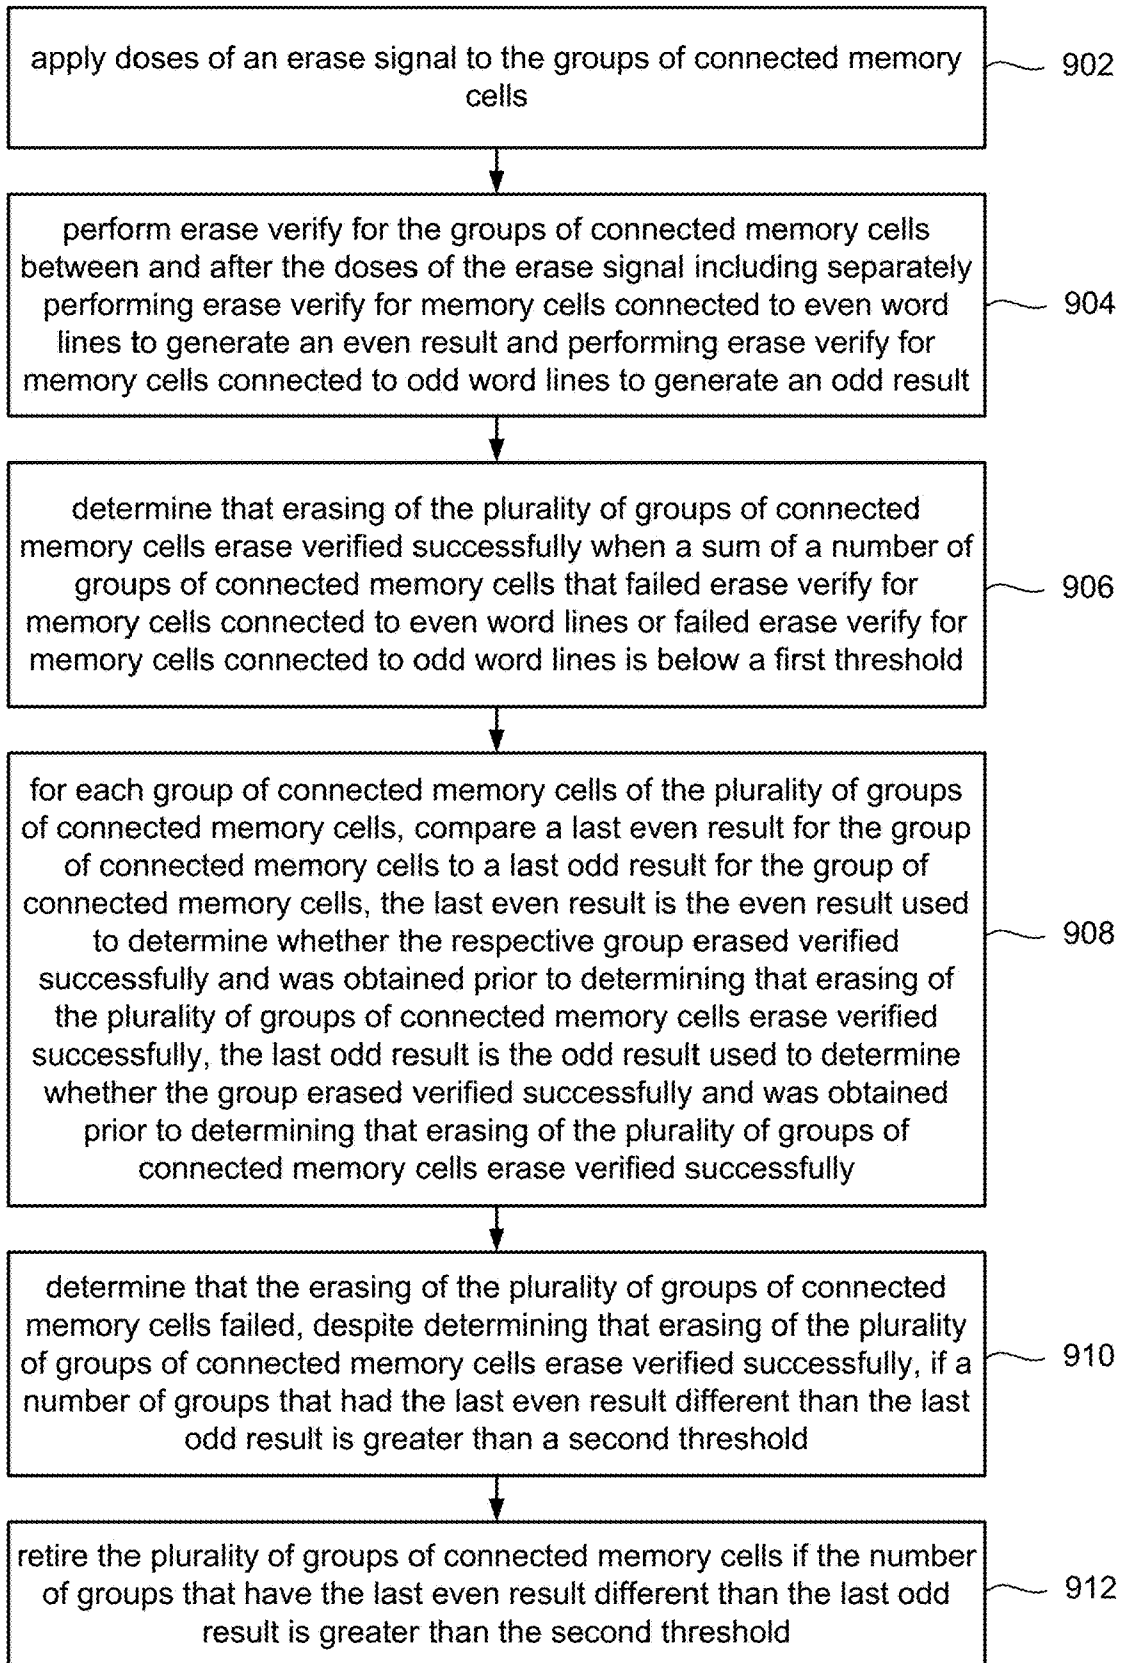 apply doses of an erase signal to the groups of connected memory
cells
902
perform erase verify for the groups of connected memory cells
between and after the doses of the erase signal including separately
performing erase verify for memory cells connected to even word
lines to generate an even result and performing erase verify for
memory cells connected to odd word lines to generate an odd result
904
determine that erasing of the plurality of groups of connected
memory cells erase verified successfully when a sum of a number of
groups of connected memory cells that failed erase verify for
memory cells connected to even word lines or failed erase verify for
memory cells connected to odd word lines is below a first threshold
906
for each group of connected memory cells of the plurality of groups
of connected memory cells, compare a last even result for the group
of connected memory cells to a last odd result for the group of
connected memory cells, the last even result is the even result used
to determine whether the respective group erased verified
successfully and was obtained prior to determining that erasing of
the plurality of groups of connected memory cells erase verified
successfully, the last odd result is the odd result used to determine
whether the group erased verified successfully and was obtained
prior to determining that erasing of the plurality of groups of
connected memory cells erase verified successfully
908
determine that the erasing of the plurality of groups of connected
memory cells failed, despite determining that erasing of the plurality
of groups of connected memory cells erase verified successfully, if a
number of groups that had the last even result different than the last
odd result is greater than a second threshold
910
retire the plurality of groups of connected memory cells if the number
of groups that have the last even result different than the last odd
result is greater than the second threshold
912